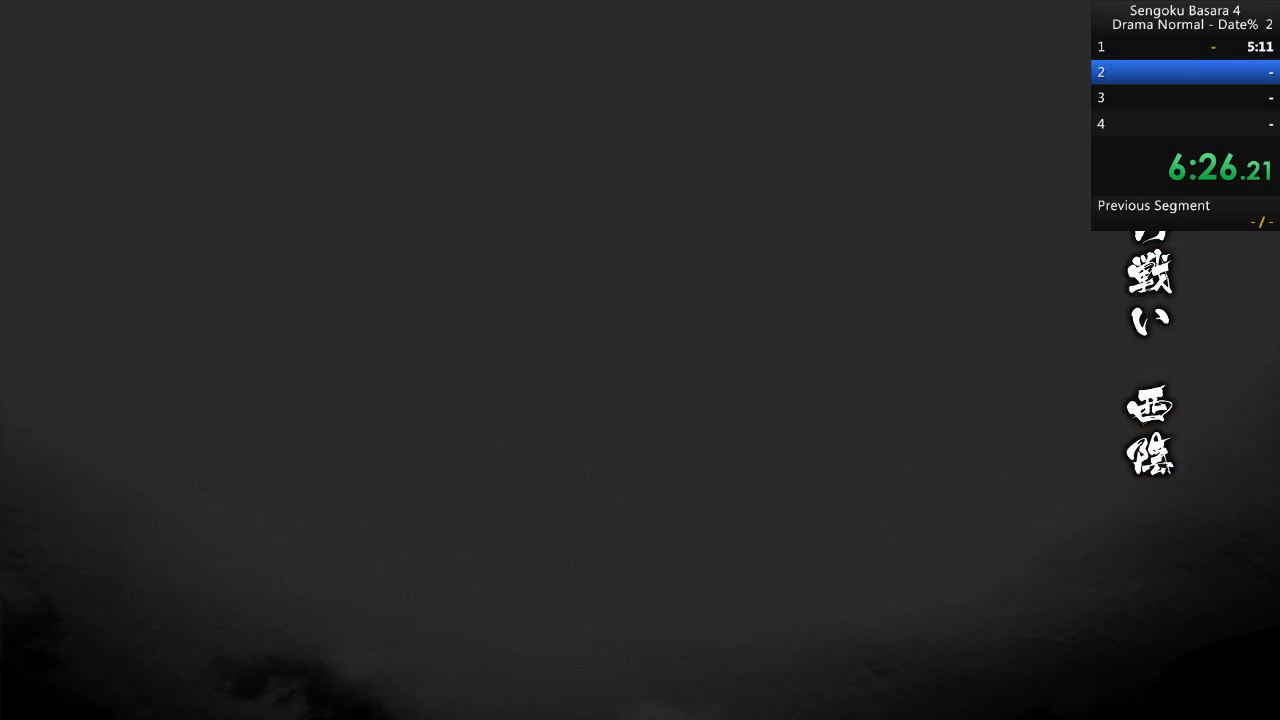 Sengoku Basara 4
Drama Normal - Date% 2
1 - 5:11
2 -
3 -
4 -
6:26.21
Previous Segment
- / -
戦い 西陰